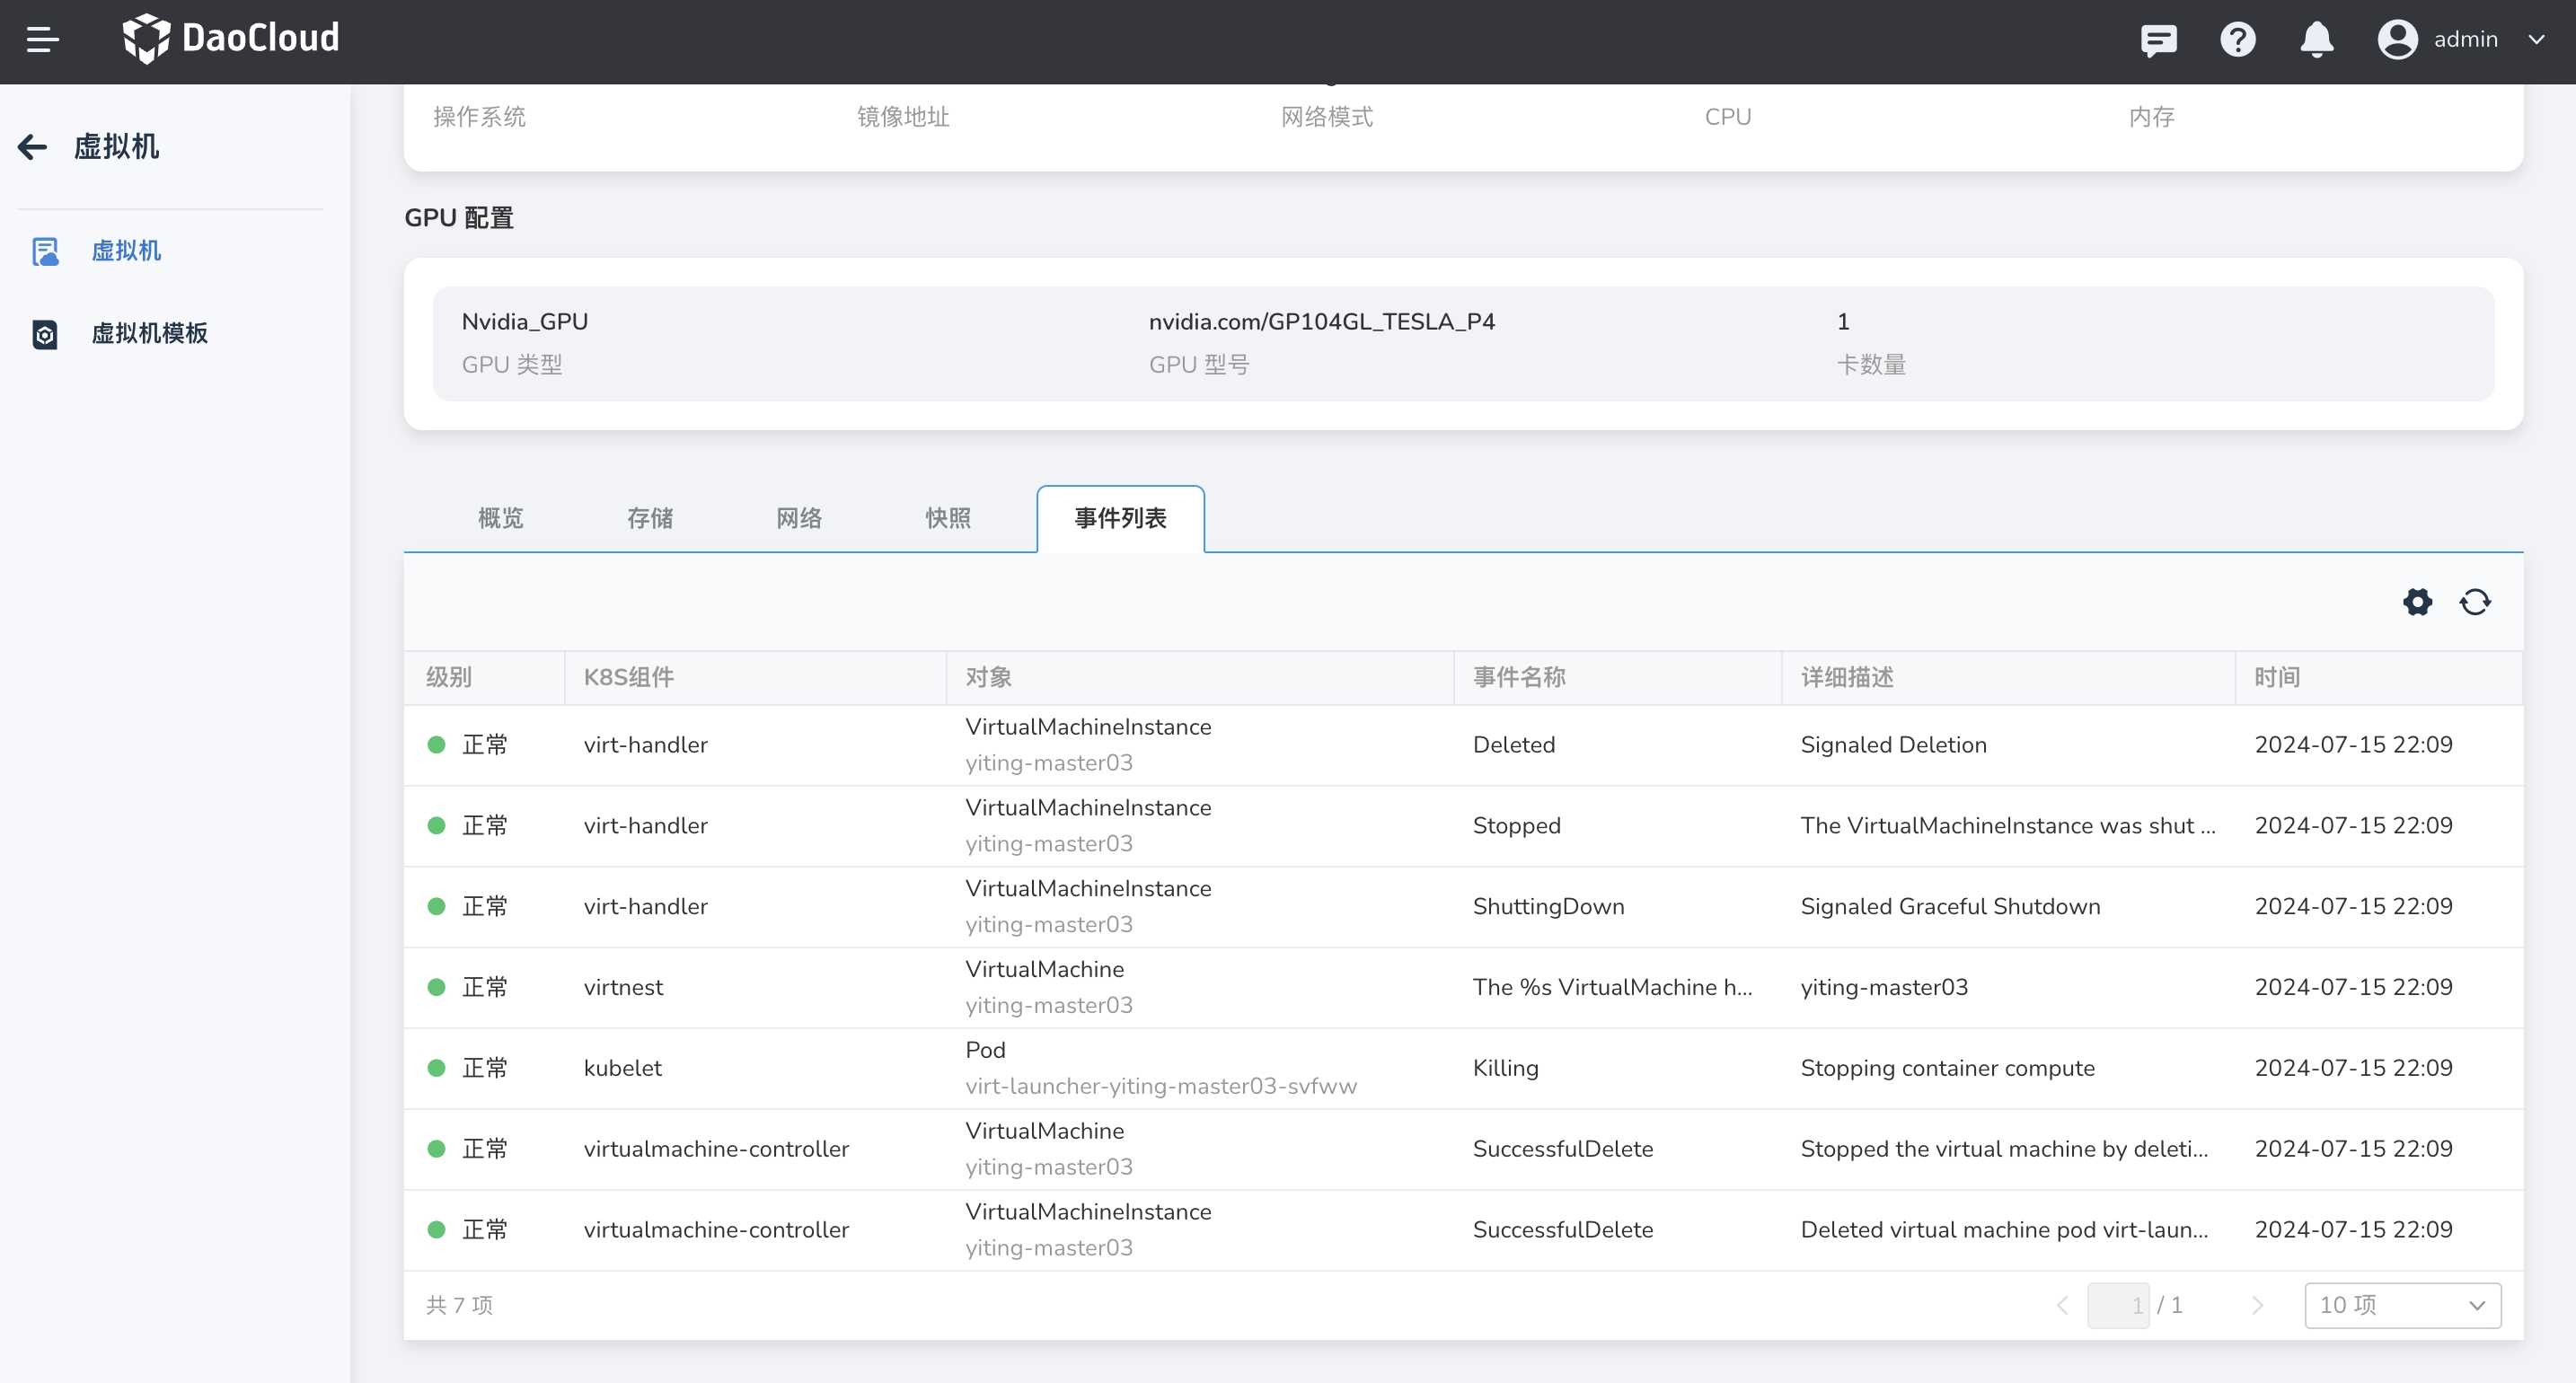 DaoCloud
admin
虚拟机
虚拟机
虚拟机模板
操作系统
镜像地址
网络模式
CPU
内存
GPU 配置
Nvidia_GPU
nvidia.com/GP104GL_TESLA_P4
1
GPU 类型
GPU 型号
卡数量
概览
存储
网络
快照
事件列表
级别
K8S组件
对象
事件名称
详细描述
时间
正常
virt-handler
VirtualMachineInstance
yiting-master03
Deleted
Signaled Deletion
2024-07-15 22:09
正常
virt-handler
VirtualMachineInstance
yiting-master03
Stopped
The VirtualMachineInstance was shut ...
2024-07-15 22:09
正常
virt-handler
VirtualMachineInstance
yiting-master03
ShuttingDown
Signaled Graceful Shutdown
2024-07-15 22:09
正常
virtnest
VirtualMachine
yiting-master03
The %s VirtualMachine h...
yiting-master03
2024-07-15 22:09
正常
kubelet
Pod
virt-launcher-yiting-master03-svfww
Killing
Stopping container compute
2024-07-15 22:09
正常
virtualmachine-controller
VirtualMachine
yiting-master03
SuccessfulDelete
Stopped the virtual machine by deleti...
2024-07-15 22:09
正常
virtualmachine-controller
VirtualMachineInstance
yiting-master03
SuccessfulDelete
Deleted virtual machine pod virt-laun...
2024-07-15 22:09
共 7 项
1 / 1
10 项